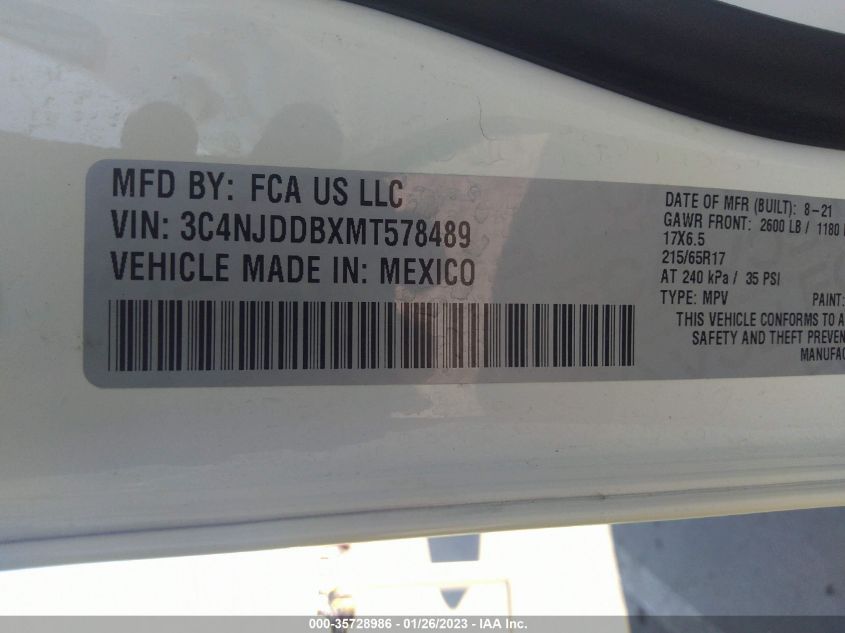 MFD BY: FCA US LLC
VIN: 3C4NJDDBXMT578489
VEHICLE MADE IN: MEXICO
DATE OF MFR (BUILT): 8-21
GAWR FRONT: 2600 LB / 1180
17X6.5
215/65R17
AT 240 kPa / 35 PSI
TYPE: MPV PAINT:
THIS VEHICLE CONFORMS TO A
SAFETY AND THEFT PREVEN
MANUFAC
000-35728986 - 01/26/2023 - IAA Inc.